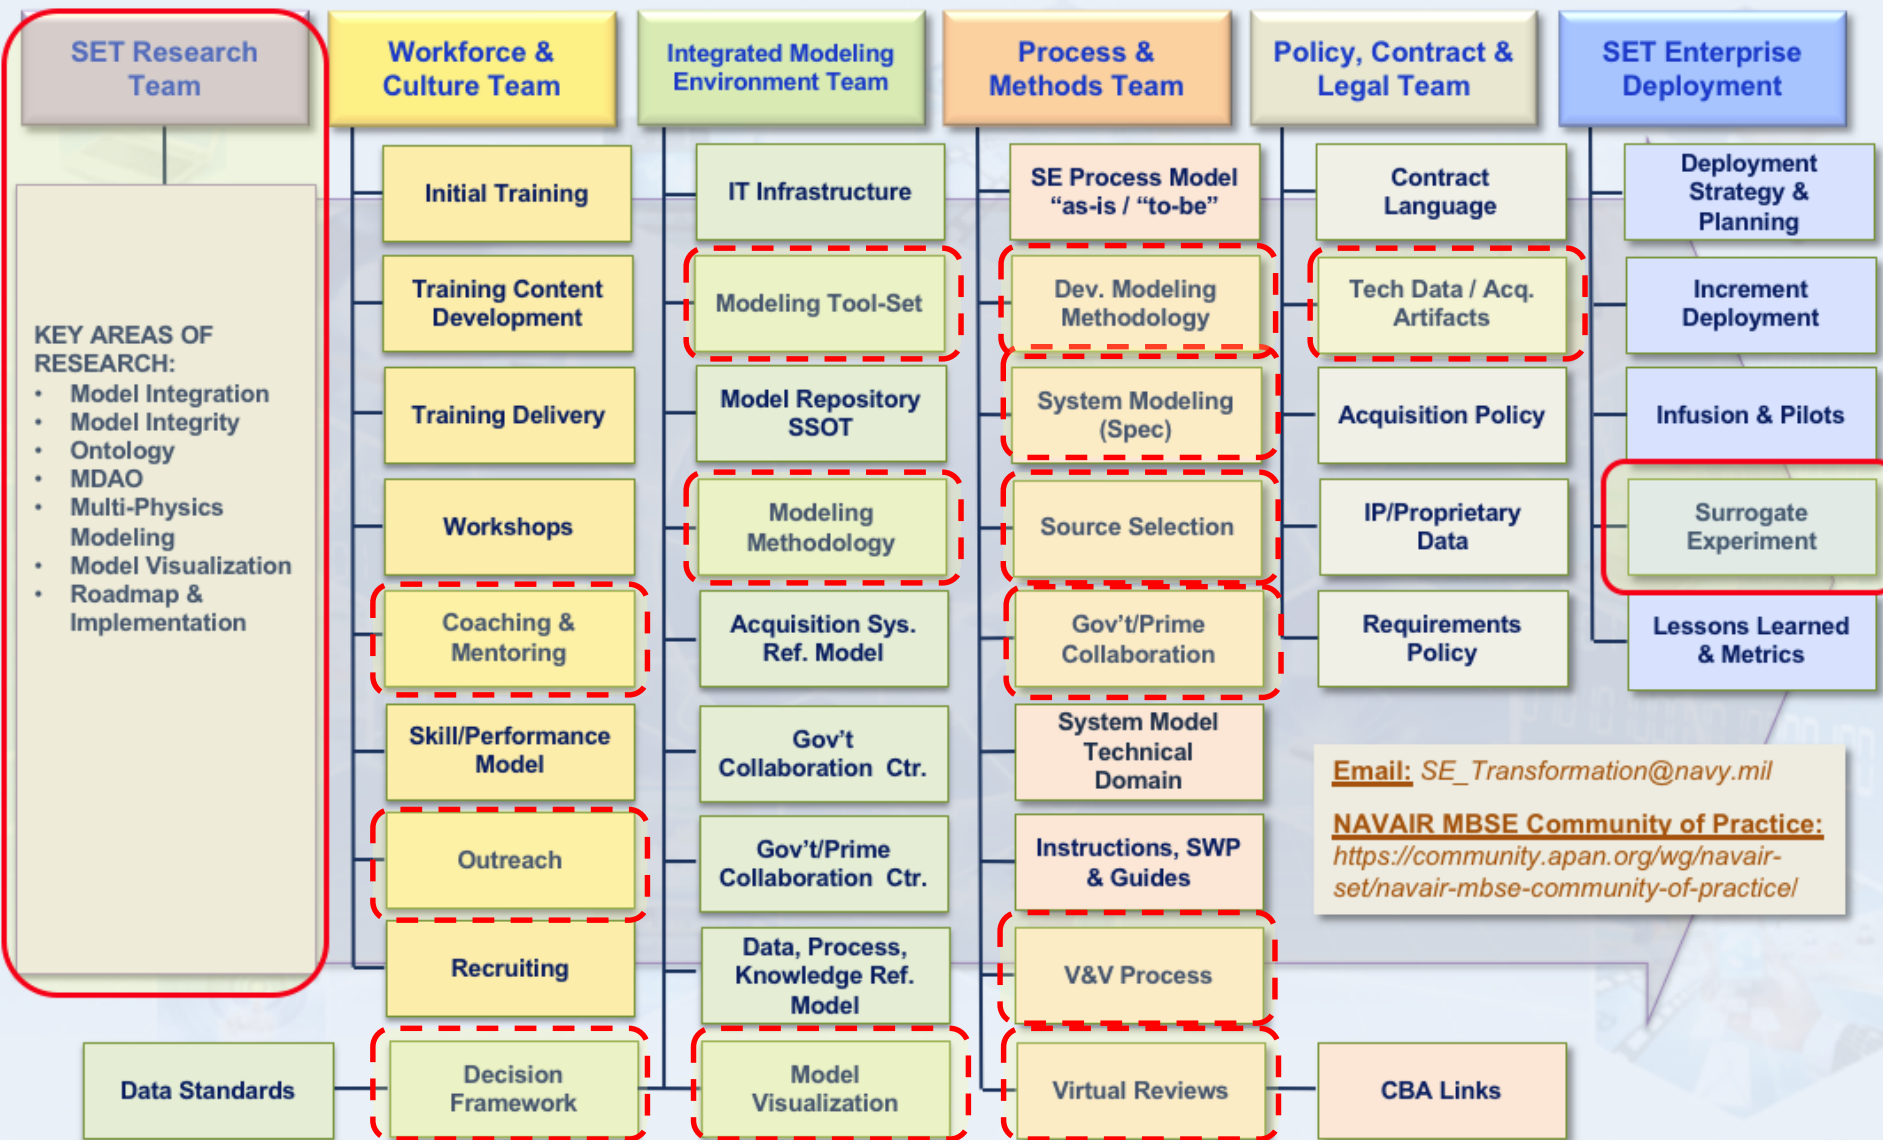 SET Research
Team
Workforce &
Culture Team
Integrated Modeling
Environment Team
Process &
Methods Team
Policy, Contract &
Legal Team
SET Enterprise
Deployment
KEY AREAS OF
RESEARCH:
• Model Integration
• Model Integrity
• Ontology
• MDAO
• Multi-Physics
Modeling
• Model Visualization
• Roadmap &
Implementation
Initial Training
Training Content
Development
Training Delivery
Workshops
Coaching &
Mentoring
Skill/Performance
Model
Outreach
Recruiting
IT Infrastructure
Modeling Tool-Set
Model Repository
SSOT
Modeling
Methodology
Acquisition Sys.
Ref. Model
Gov't
Collaboration Ctr.
Gov't/Prime
Collaboration Ctr.
Data, Process,
Knowledge Ref.
Model
Data Standards
Decision
Framework
Model
Visualization
SE Process Model
“as-is / “to-be”
Dev. Modeling
Methodology
System Modeling
(Spec)
Source Selection
Gov't/Prime
Collaboration
System Model
Technical
Domain
Instructions, SWP
& Guides
V&V Process
Virtual Reviews
CBA Links
Contract
Language
Tech Data / Acq.
Artifacts
Acquisition Policy
IP/Proprietary
Data
Requirements
Policy
Deployment
Strategy &
Planning
Increment
Deployment
Infusion & Pilots
Surrogate
Experiment
Lessons Learned
& Metrics
Email: SE_Transformation@navy.mil
NAVAIR MBSE Community of Practice:
https://community.apan.org/wg/navair-
set/navair-mbse-community-of-practice/